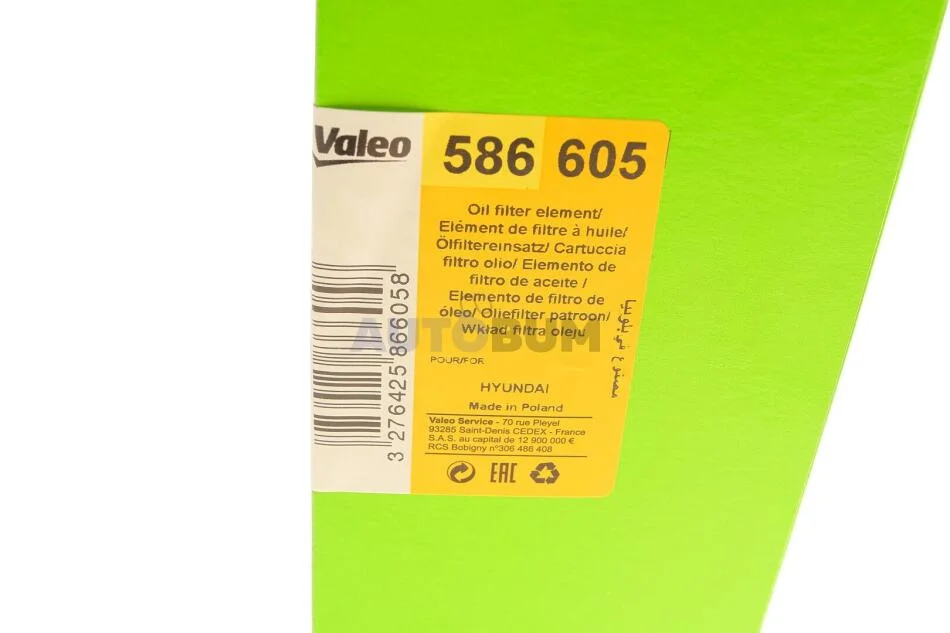 Valeo
586 605
Oil filter element/
Elément de filtre à huile/
Ölfiltereinsatz/ Cartuccia
filtro olio/ Elemento de
filtro de aceite /
Elemento de filtro de
óleo/ Oliefilter patroon/
Wkład filtra oleju
AUTOBUM
POUR/FOR
HYUNDAI
Made in Poland
Valeo Service - 70 rue Pleyel
93285 Saint-Denis CEDEX - France
S.A.S. au capital de 12 900 000 €
RCS Bobigny n°306 486 408
EAC
3 276425 866058